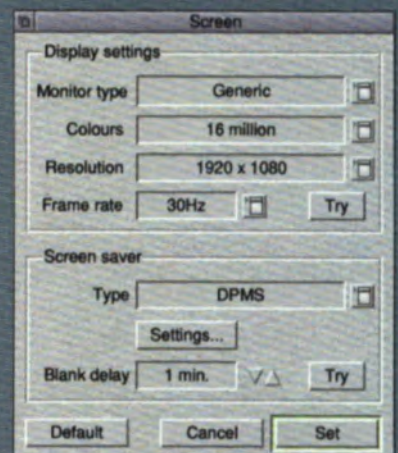 Screen
Display settings
Monitor type Generic
Colours 16 million
Resolution 1920 x 1080
Frame rate 30Hz Try
Screen saver
Type DPMS
Settings...
Blank delay 1 min. Try
Default Cancel Set